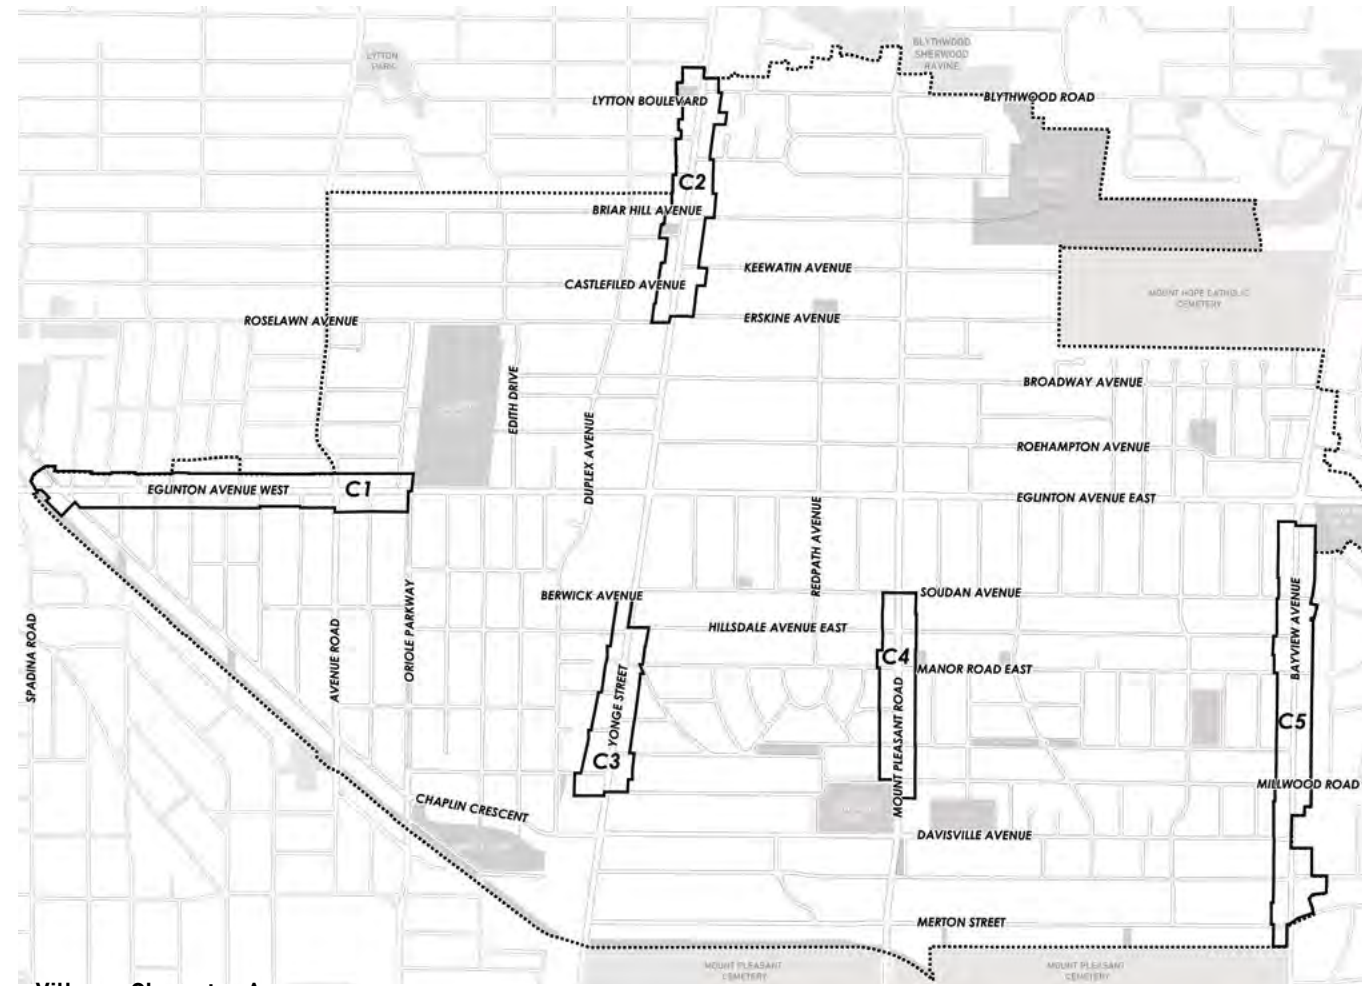 LYTTON
PARK
BLYTHWOOD
SHERWOOD
RAVINE
BLYTHWOOD ROAD
LYTTON BOULEVARD
C2
BRIAR HILL AVENUE
KEEWATIN AVENUE
CASTLEFILED AVENUE
MOUNT HOPE CATHOLIC
CEMETERY
ROSELAWN AVENUE
ERSKINE AVENUE
BROADWAY AVENUE
EDITH DRIVE
DUPLEX AVENUE
ROEHAMPTON AVENUE
EGLINTON AVENUE WEST
C1
EGLINTON AVENUE EAST
REDPATH AVENUE
BERWICK AVENUE
SOUDAN AVENUE
HILLSDALE AVENUE EAST
SPADINA ROAD
AVENUE ROAD
ORIOLE PARKWAY
YONGE STREET
C4
MANOR ROAD EAST
BAYVIEW AVENUE
MOUNT PLEASANT ROAD
C5
C3
MILLWOOD ROAD
CHAPLIN CRESCENT
DAVISVILLE AVENUE
MERTON STREET
MOUNT PLEASANT
CEMETERY
MOUNT PLEASANT
CEMETERY